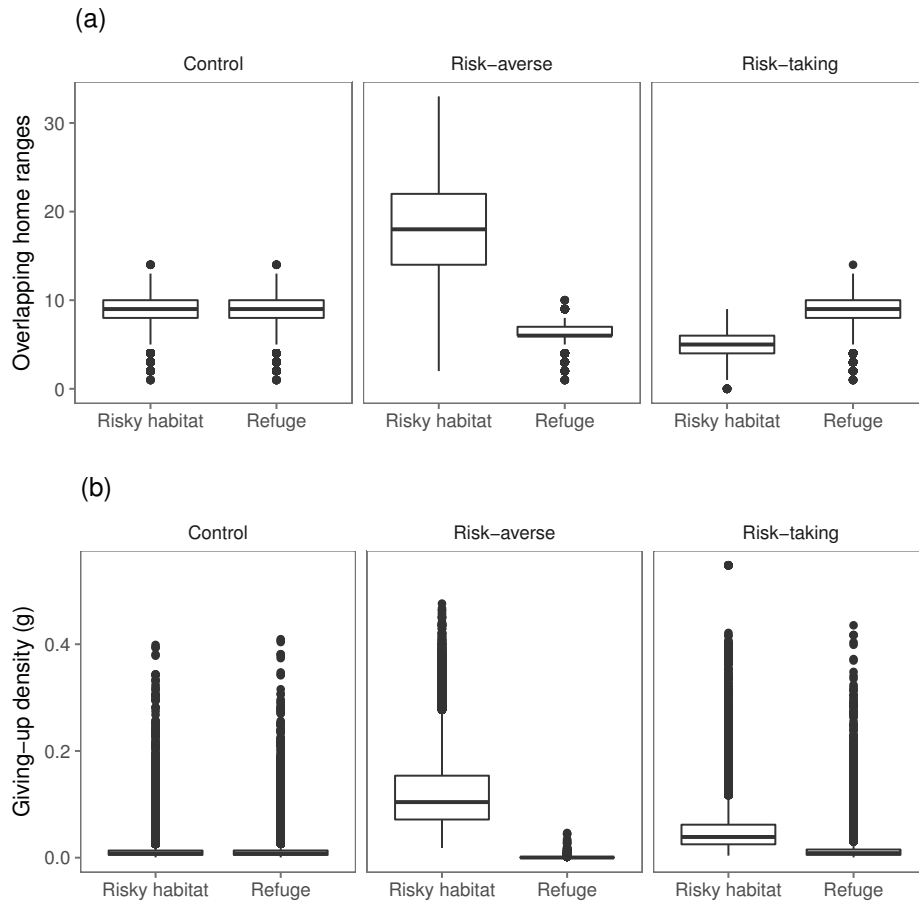 (a)
Control Risk−averse Risk−taking
Overlapping home ranges
30
20
10
0
Risky habitat Refuge Risky habitat Refuge Risky habitat Refuge
(b)
Control Risk−averse Risk−taking
Giving−up density (g)
0.4
0.2
0.0
Risky habitat Refuge Risky habitat Refuge Risky habitat Refuge